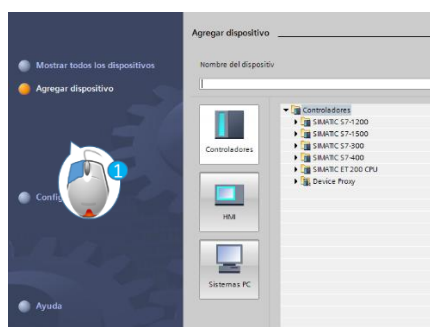 Agregar dispositivo
Mostrar todos los dispositivos
Nombre del dispositiv
Agregar dispositivo
Controladores
SIMATIC S7-1200
SIMATIC S7-1500
SIMATIC S7-300
SIMATIC S7-400
SIMATIC ET 200 CPU
Device Proxy
Controladores
1
Config
HMI
Sistemas PC
Ayuda